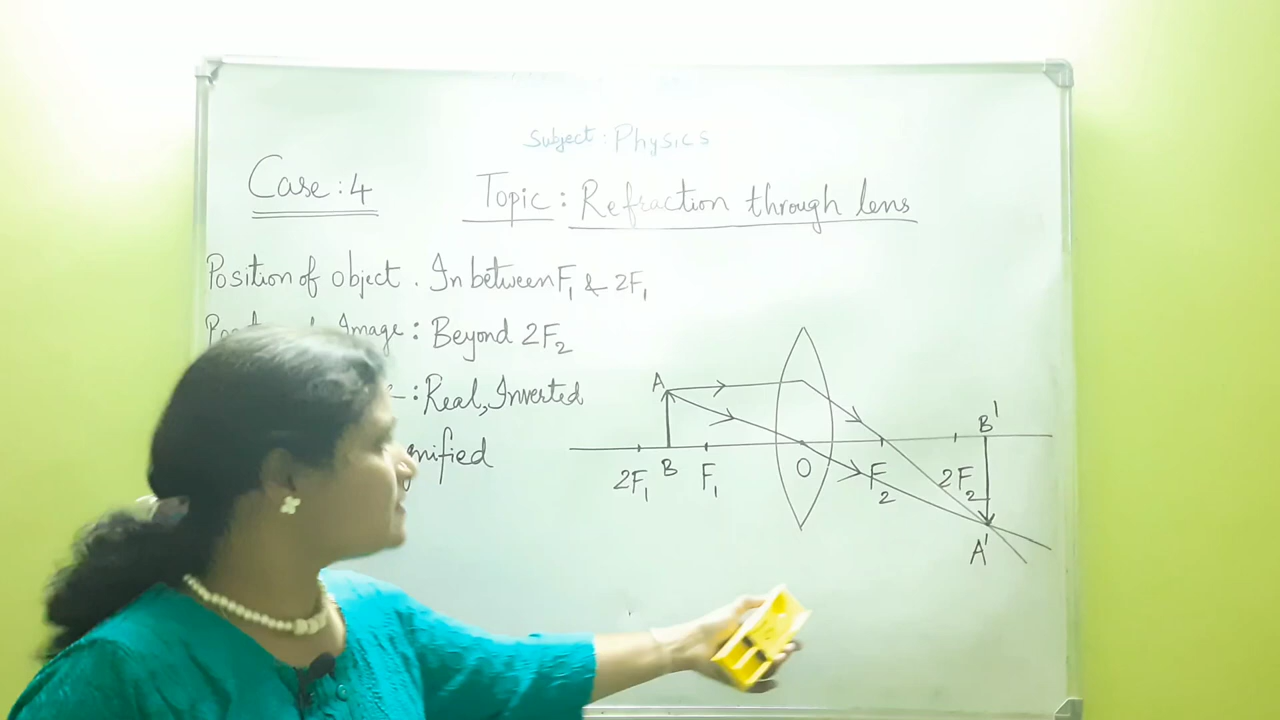 Subject: Physics
Case: 4
Topic: Refraction through lens
Position of object. In between F₁ & 2F₁
Image: Beyond 2F₂
: Real, Inverted
nified
A
B'
2F₁ B F₁ O F₂ 2F₂
A'